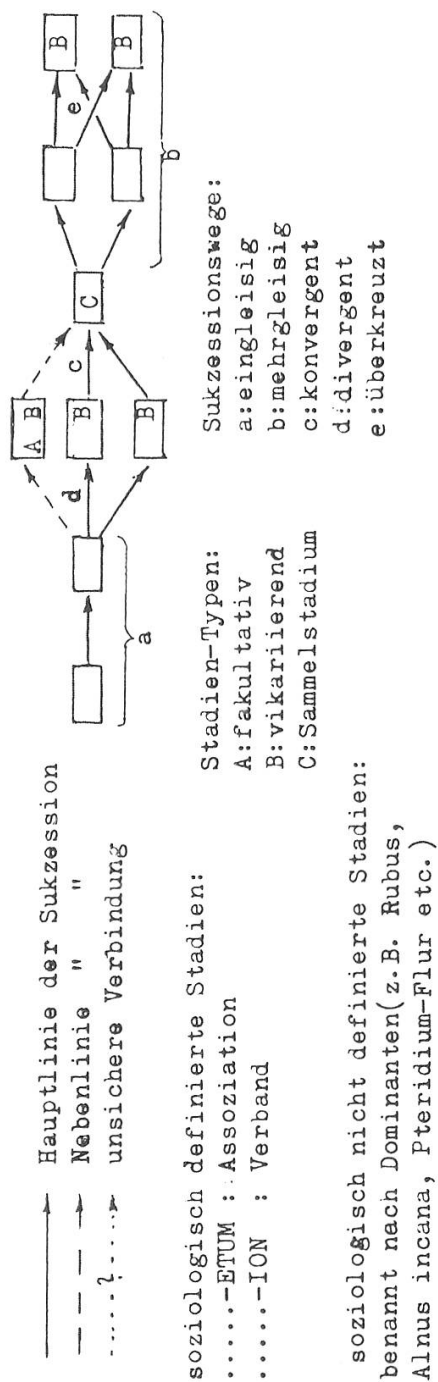 Hauptlinie der Sukzession
Nebenlinie " "
?
unsichere Verbindung
soziologisch definierte Stadien:
......-ETUM : Assoziation
......-ION : Verband
soziologisch nicht definierte Stadien:
benannt nach Dominanten(z.B. Rubus,
Alnus incana, Pteridium-Flur etc.)
A B
B
B
C
B
B
a
d
c
e
b
Stadien-Typen:
A:fakultativ
B:vikariierend
C:Sammelstadium
Sukzessionswege:
a:eingleisig
b:mehrgleisig
c:konvergent
d:divergent
e:überkreuzt